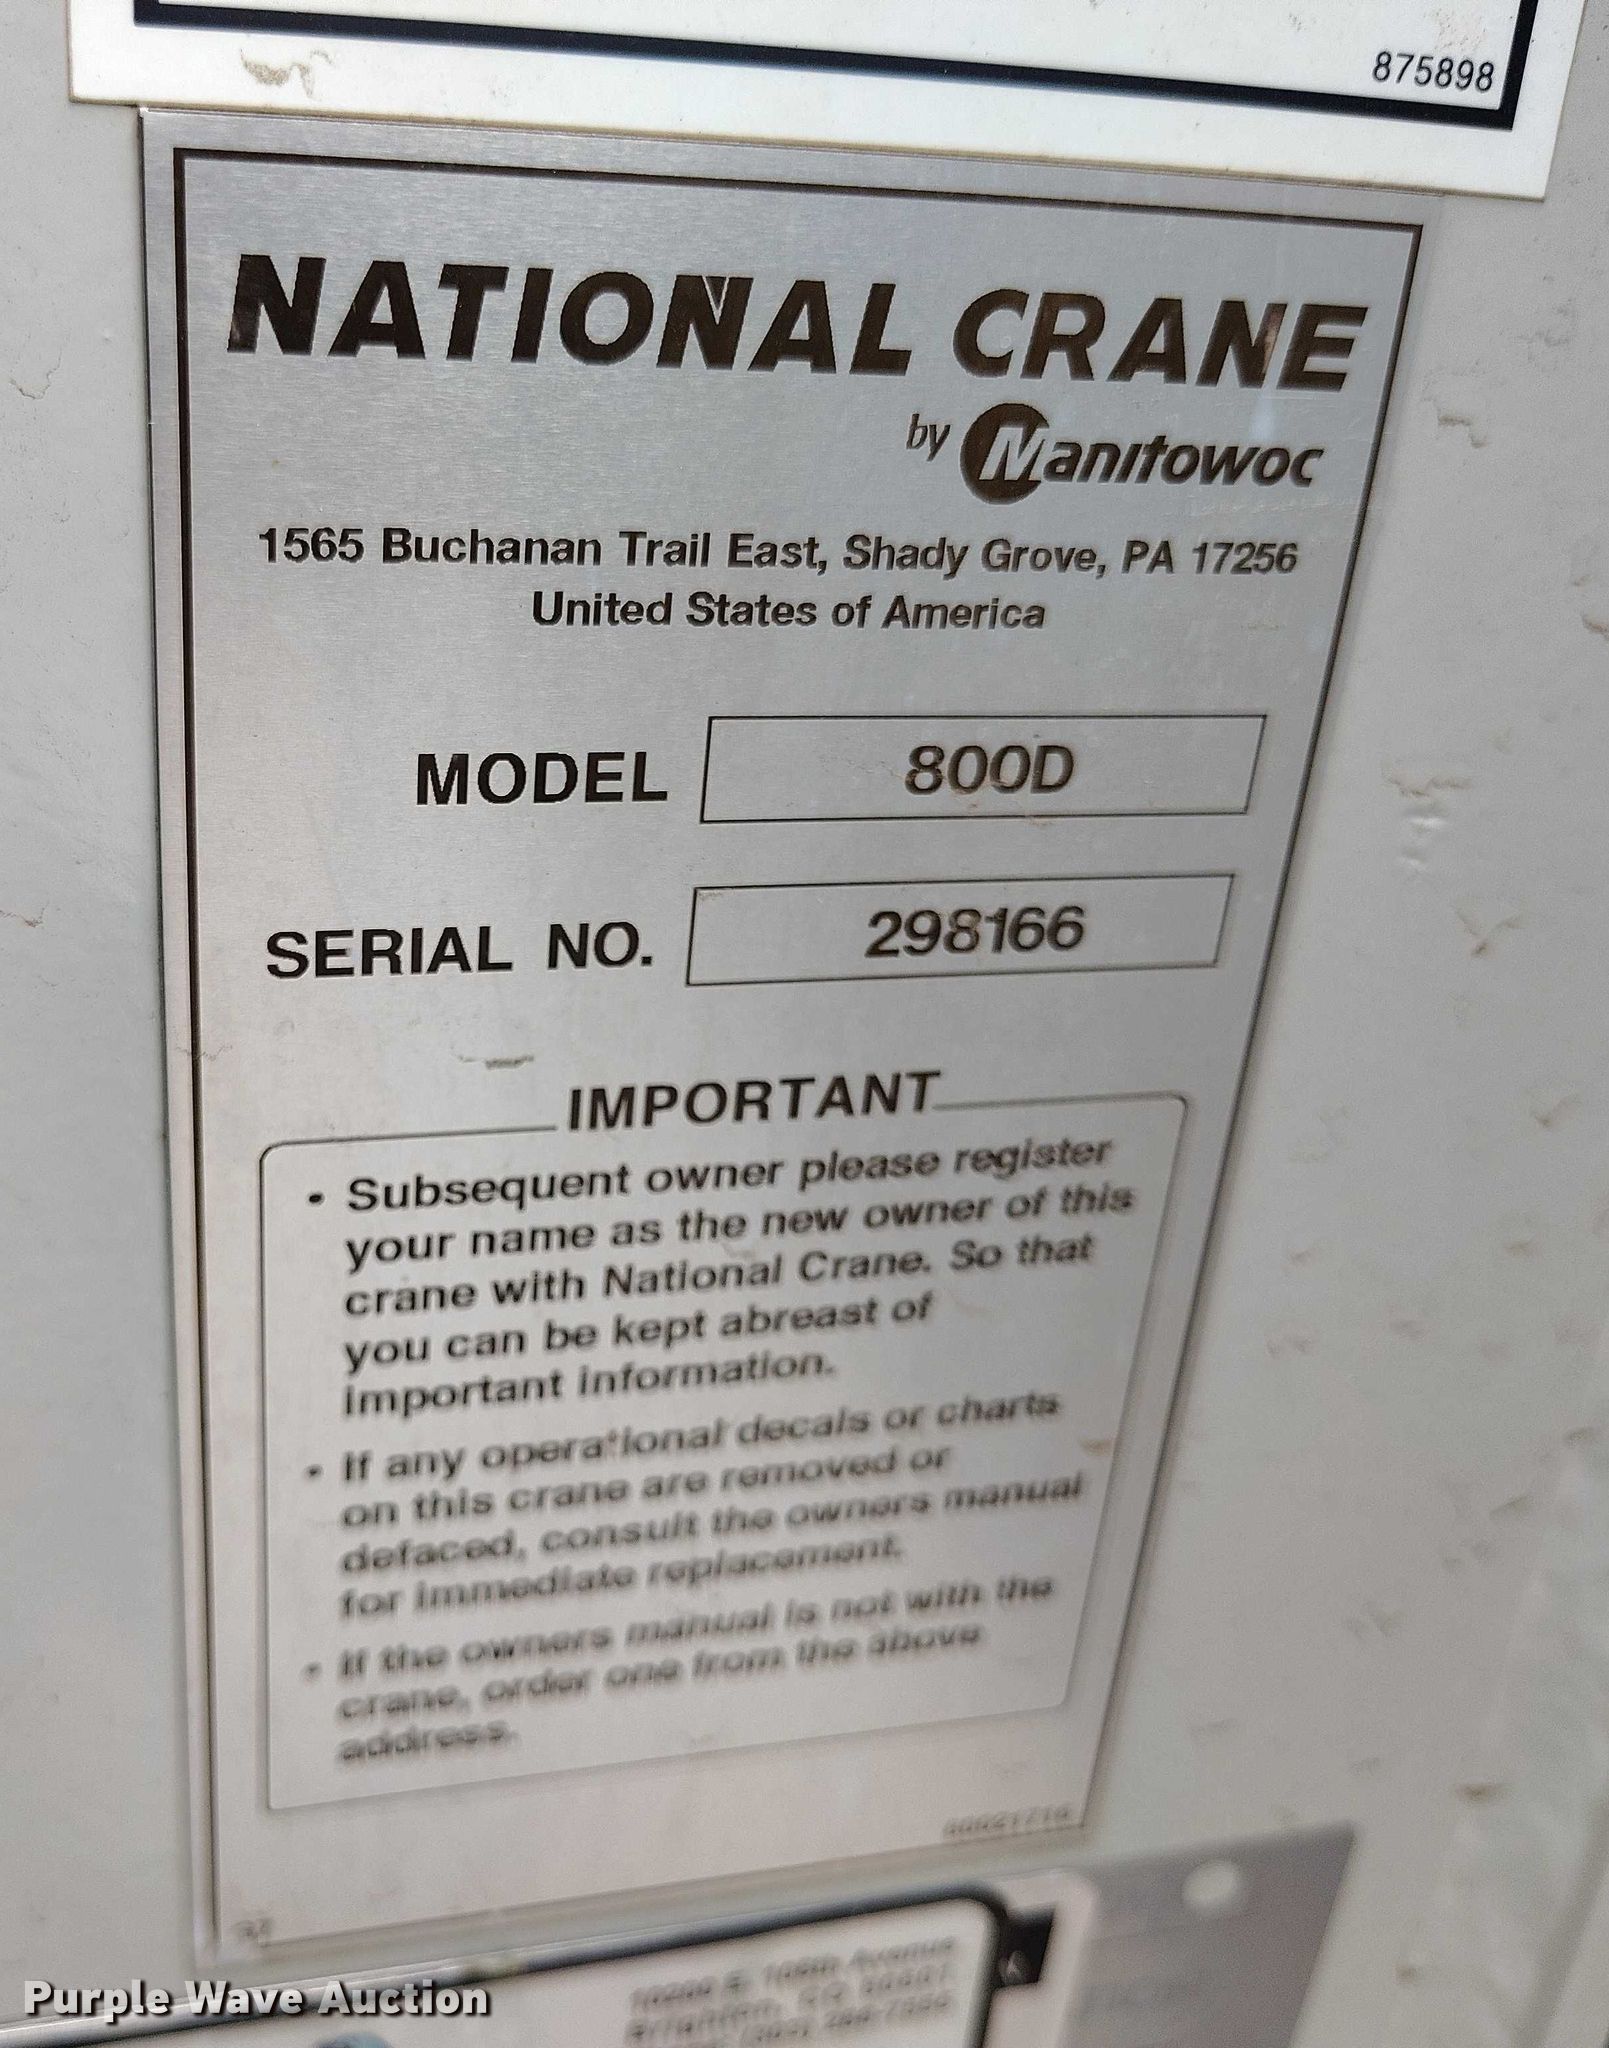 875898
NATIONAL CRANE
by Manitowoc
1565 Buchanan Trail East, Shady Grove, PA 17256
United States of America
MODEL 800D
SERIAL NO. 298166
IMPORTANT
• Subsequent owner please register
your name as the new owner of this
crane with National Crane. So that
you can be kept abreast of
important information.
• If any operational decals or charts
on this crane are removed or
defaced, consult the owners manual
for immediate replacement.
• If the owners manual is not with the
crane, order one from the above
address.
Purple Wave Auction